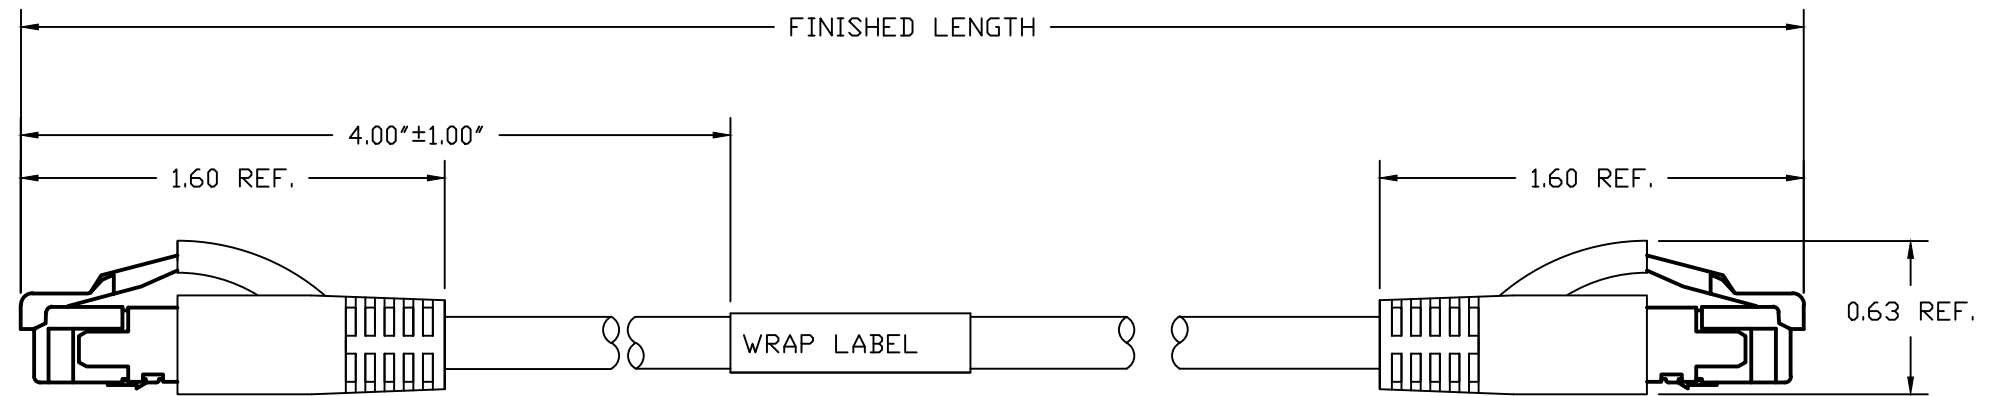 FINISHED LENGTH
4.00"±1.00"
1.60 REF.
1.60 REF.
0.63 REF.
WRAP LABEL